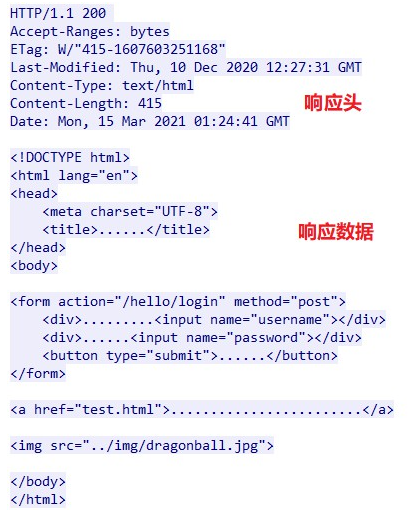 HTTP/1.1 200
Accept-Ranges: bytes
ETag: W/"415-1607603251168"
Last-Modified: Thu, 10 Dec 2020 12:27:31 GMT
Content-Type: text/html
Content-Length: 415
响应头
Date: Mon, 15 Mar 2021 01:24:41 GMT

<!DOCTYPE html>
<html lang="en">
<head>
    <meta charset="UTF-8">
    <title>......</title>
响应数据
</head>
<body>

<form action="/hello/login" method="post">
    <div>.........<input name="username"></div>
    <div>......<input name="password"></div>
    <button type="submit">......</button>
</form>

<a href="test.html">........................</a>

<img src="../img/dragonball.jpg">

</body>
</html>